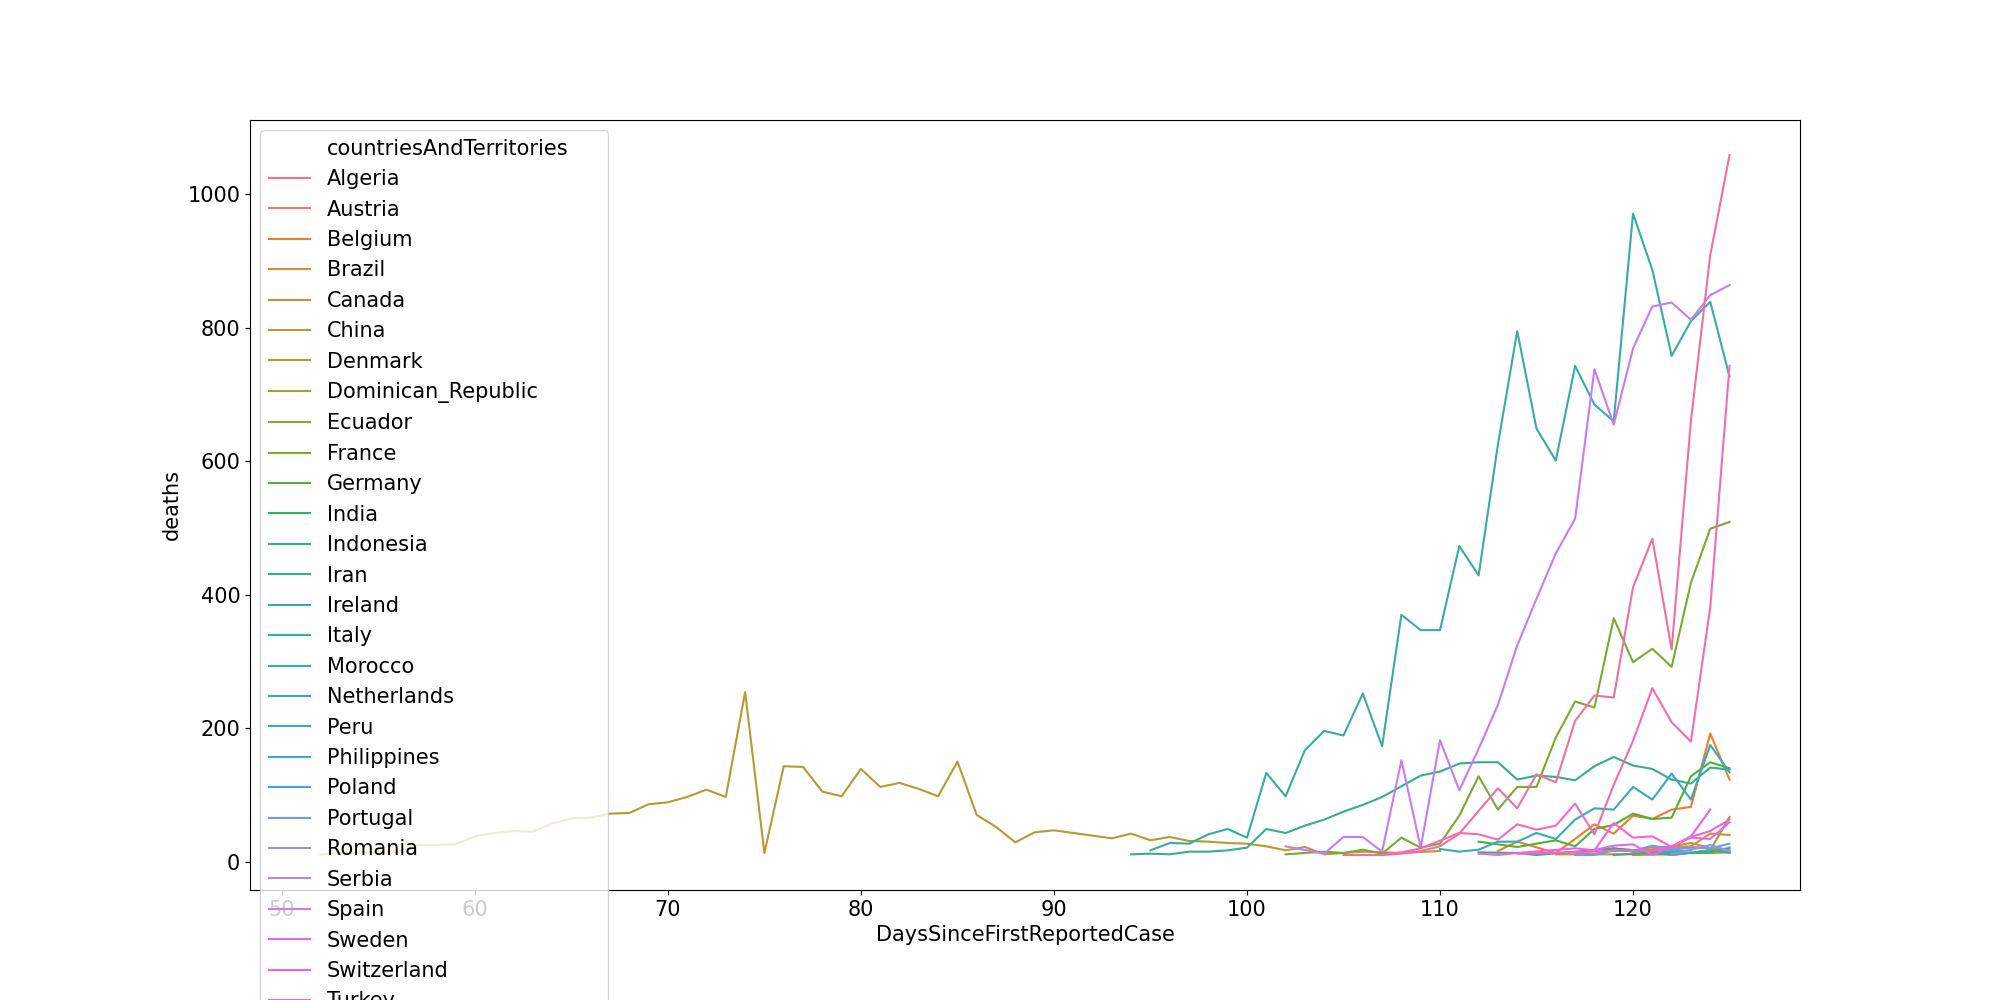 countriesAndTerritories
Algeria
Austria
Belgium
Brazil
Canada
China
Denmark
Dominican_Republic
Ecuador
France
Germany
India
Indonesia
Iran
Ireland
Italy
Morocco
Netherlands
Peru
Philippines
Poland
Portugal
Romania
Serbia
Spain
Sweden
Switzerland
Turkey
deaths
1000
800
600
400
200
0
50 60 70 80 90 100 110 120
DaysSinceFirstReportedCase